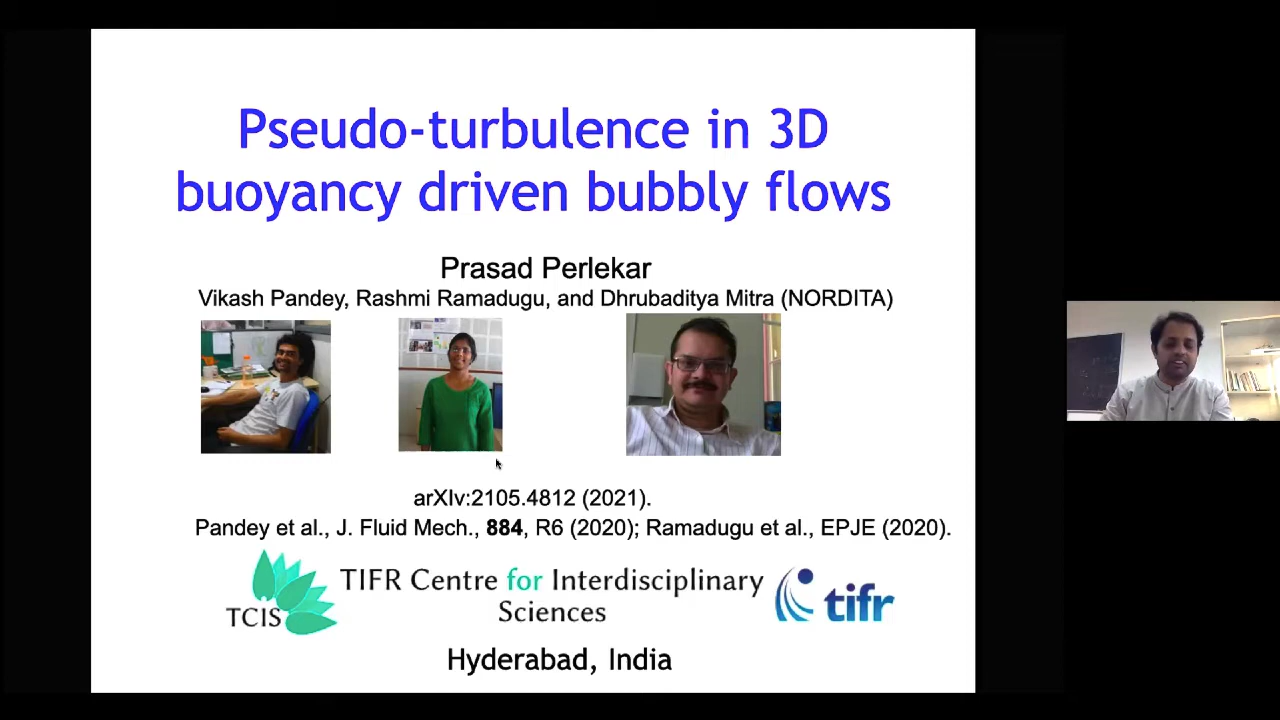 Pseudo-turbulence in 3D
buoyancy driven bubbly flows
Prasad Perlekar
Vikash Pandey, Rashmi Ramadugu, and Dhrubaditya Mitra (NORDITA)
arXIv:2105.4812 (2021).
Pandey et al., J. Fluid Mech., 884, R6 (2020); Ramadugu et al., EPJE (2020).
TCIS
TIFR Centre for Interdisciplinary
Sciences
tifr
Hyderabad, India